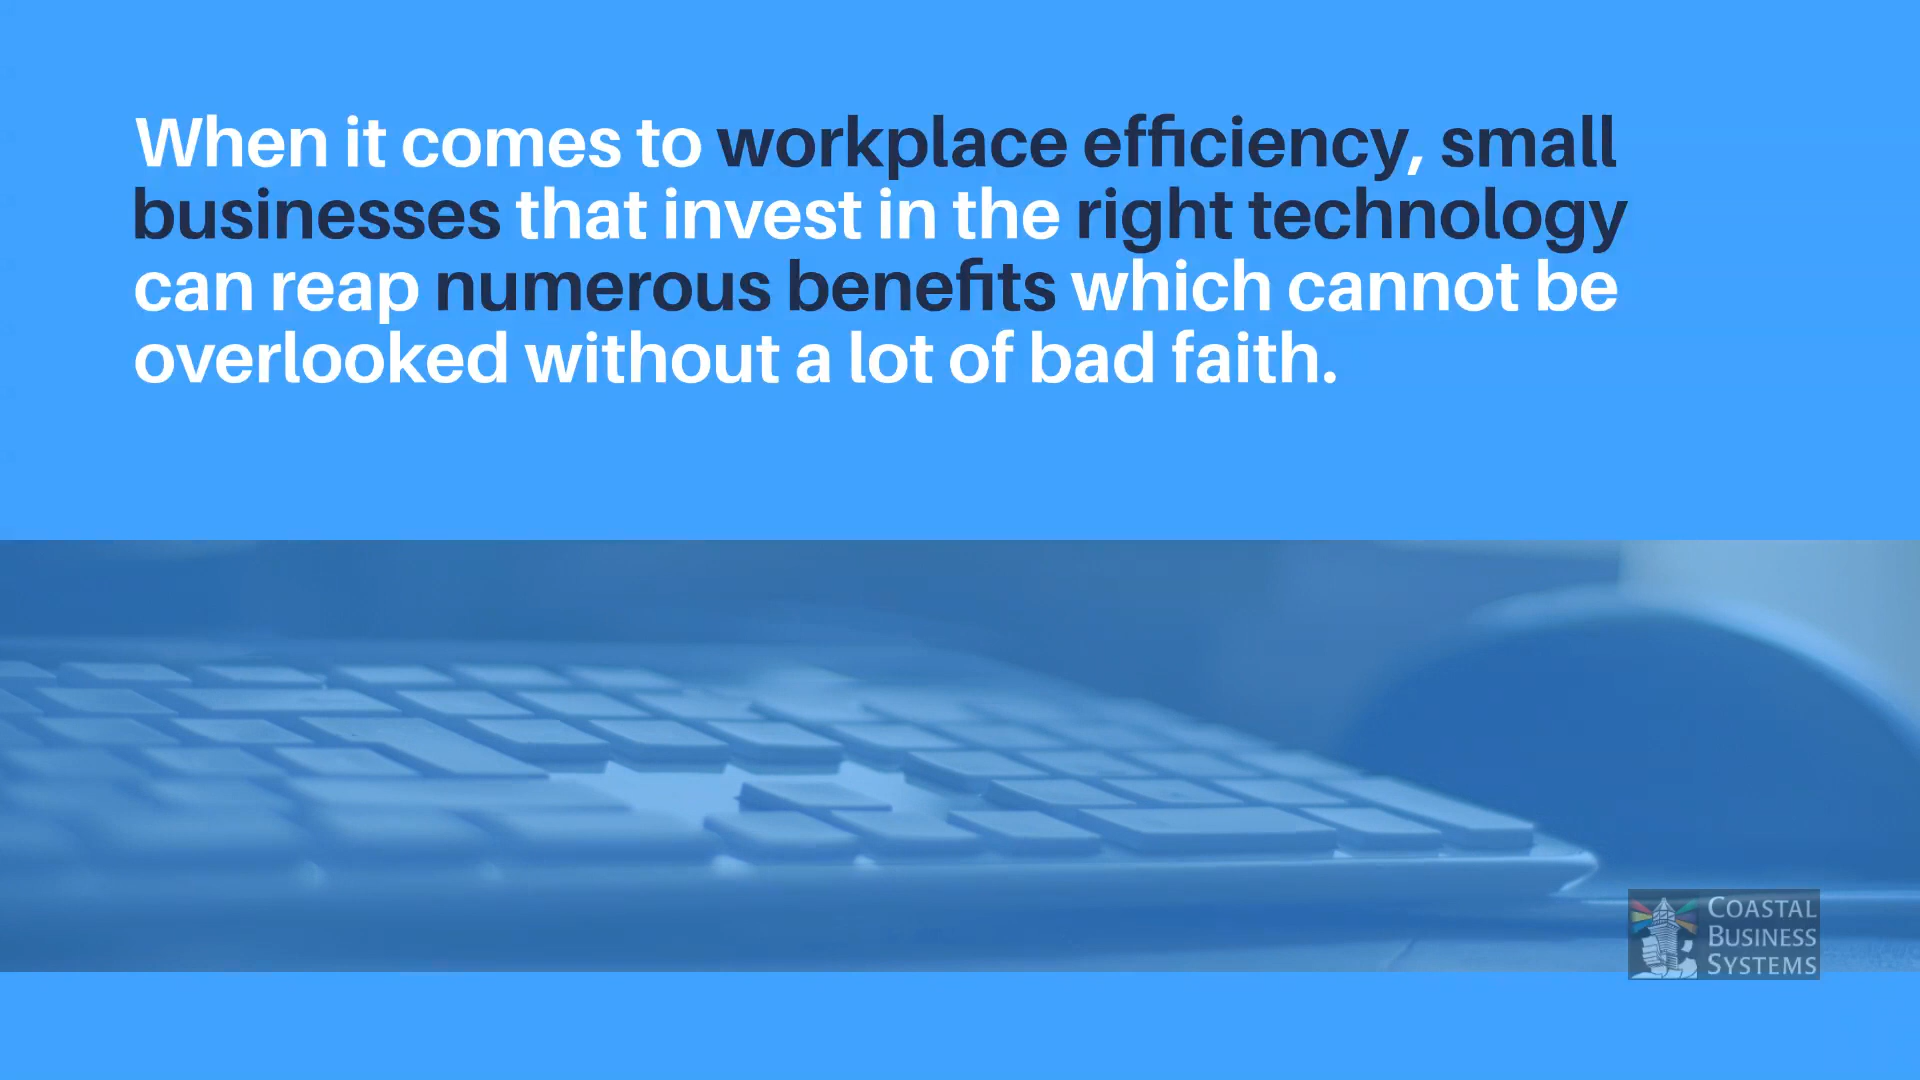 When it comes to workplace efficiency, small
businesses that invest in the right technology
can reap numerous benefits which cannot be
overlooked without a lot of bad faith.
COASTAL
BUSINESS
SYSTEMS